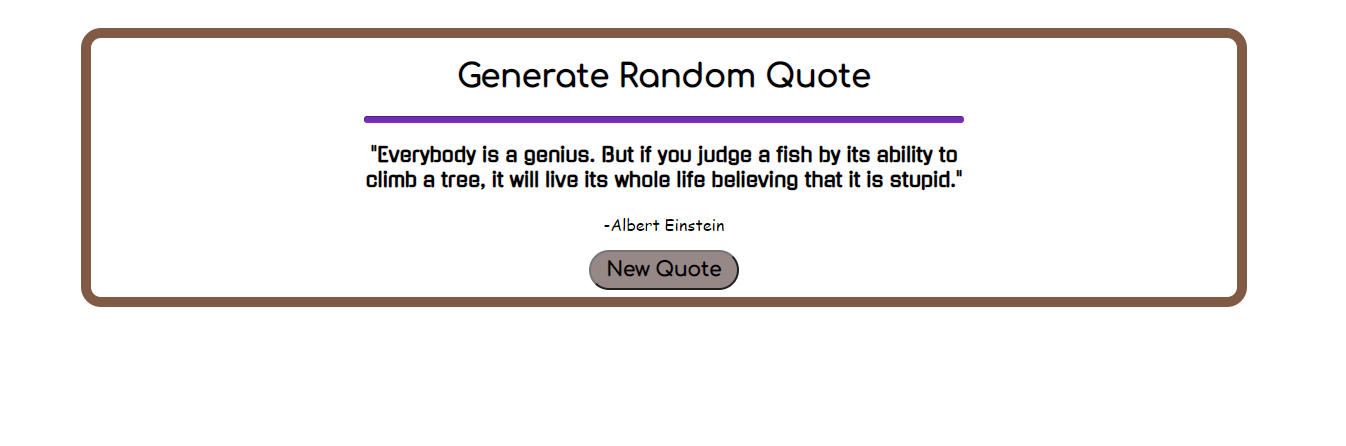 Generate Random Quote
"Everybody is a genius. But if you judge a fish by its ability to
climb a tree, it will live its whole life believing that it is stupid."
-Albert Einstein
New Quote